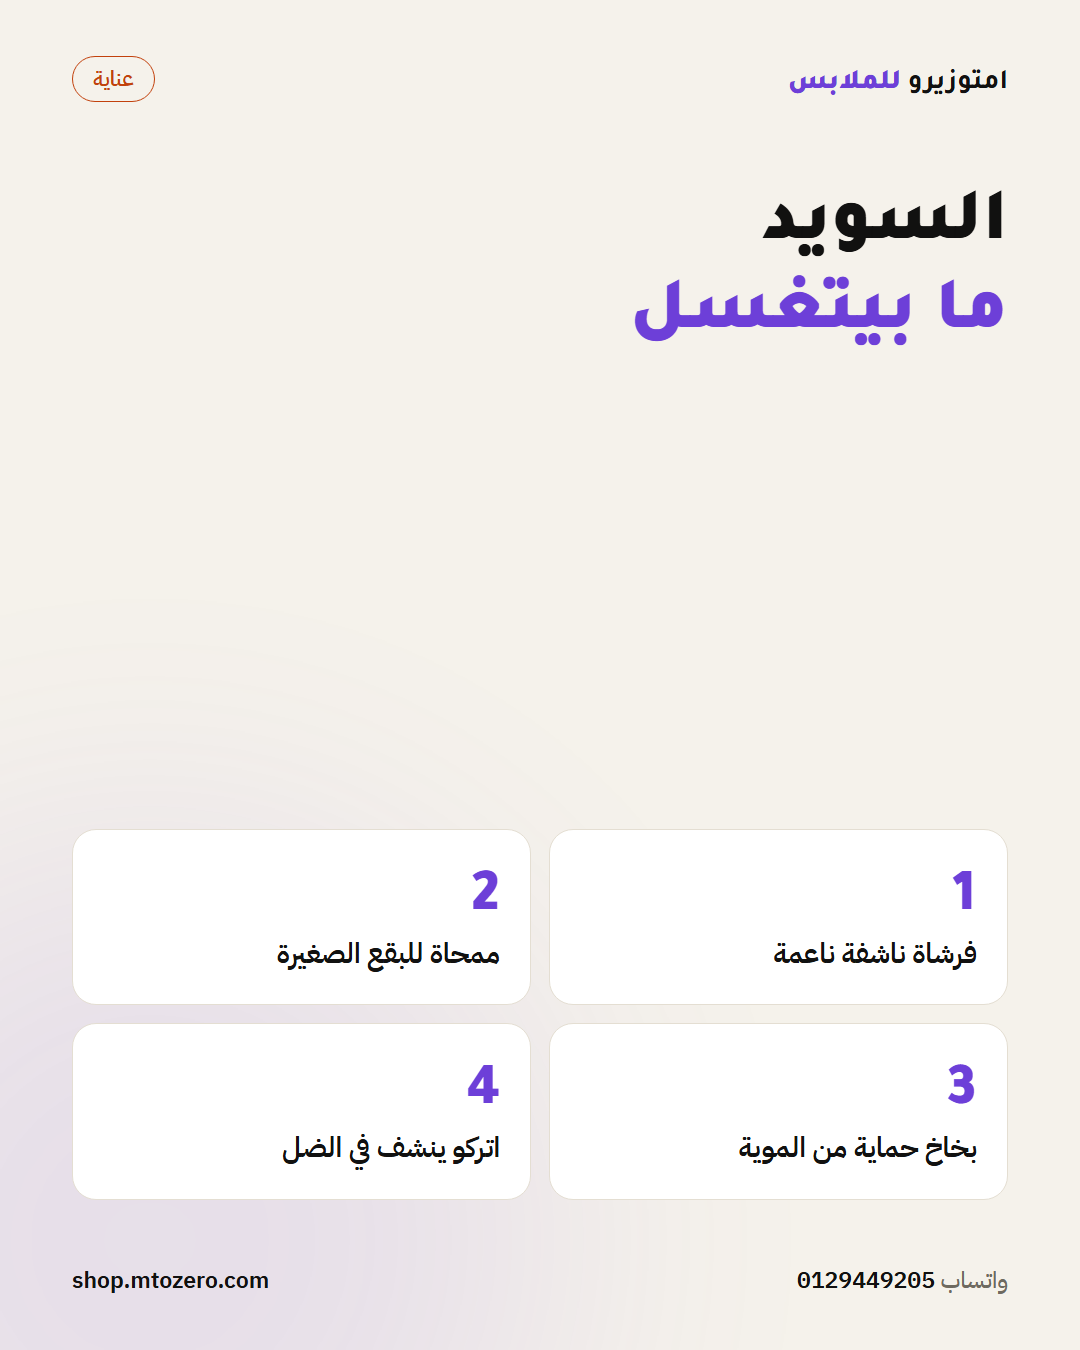 امتوزيرو للملابس
عناية
السويد
ما بيتغسل
1
فرشاة ناشفة ناعمة
2
ممحاة للبقع الصغيرة
3
بخاخ حماية من الموية
4
اتركو ينشف في الضل
واتساب 0129449205
shop.mtozero.com